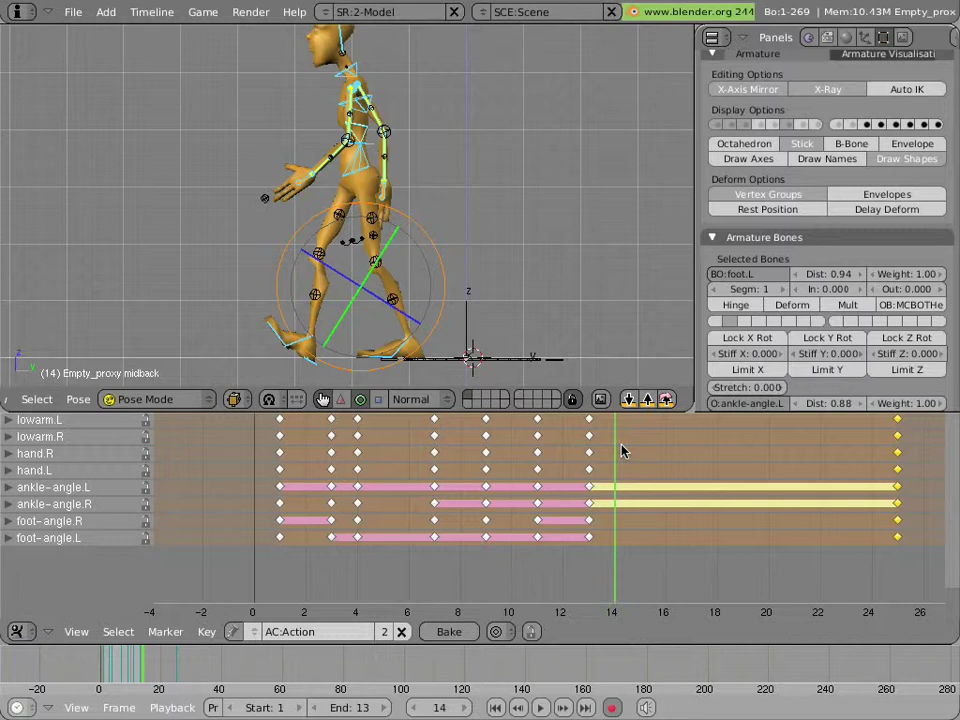 File Add Timeline Game Render Help SR:2-Model SCE:Scene www.blender.org 244 Bo:1-269 | Mem:10.43M Empty_prox
Panels
Armature Armature Visualisati
Editing Options
X-Axis Mirror X-Ray Auto IK
Display Options
Octahedron Stick B-Bone Envelope
Draw Axes Draw Names Draw Shapes
Deform Options
Vertex Groups Envelopes
Rest Position Delay Deform
Armature Bones
Selected Bones
BO:foot.L Dist: 0.94 Weight: 1.00
Segm: 1 In: 0.000 Out: 0.000
Hinge Deform Mult OB:MCBOTHe
Lock X Rot Lock Y Rot Lock Z Rot
Stiff X: 0.000 Stiff Y: 0.000 Stiff Z: 0.000
Limit X Limit Y Limit Z
Stretch: 0.000
O:ankle-angle.L Dist: 0.88 Weight: 1.00
z
y
z
y
(14) Empty_proxy midback
Select Pose Pose Mode Normal
lowarm.L
lowarm.R
hand.R
hand.L
ankle-angle.L
ankle-angle.R
foot-angle.R
foot-angle.L
-4 -2 0 2 4 6 8 10 12 14 16 18 20 22 24 26
View Select Marker Key AC:Action 2 Bake
-20 0 20 40 60 80 100 120 140 160 180 200 220 240 260 280
View Frame Playback Pr Start: 1 End: 13 14